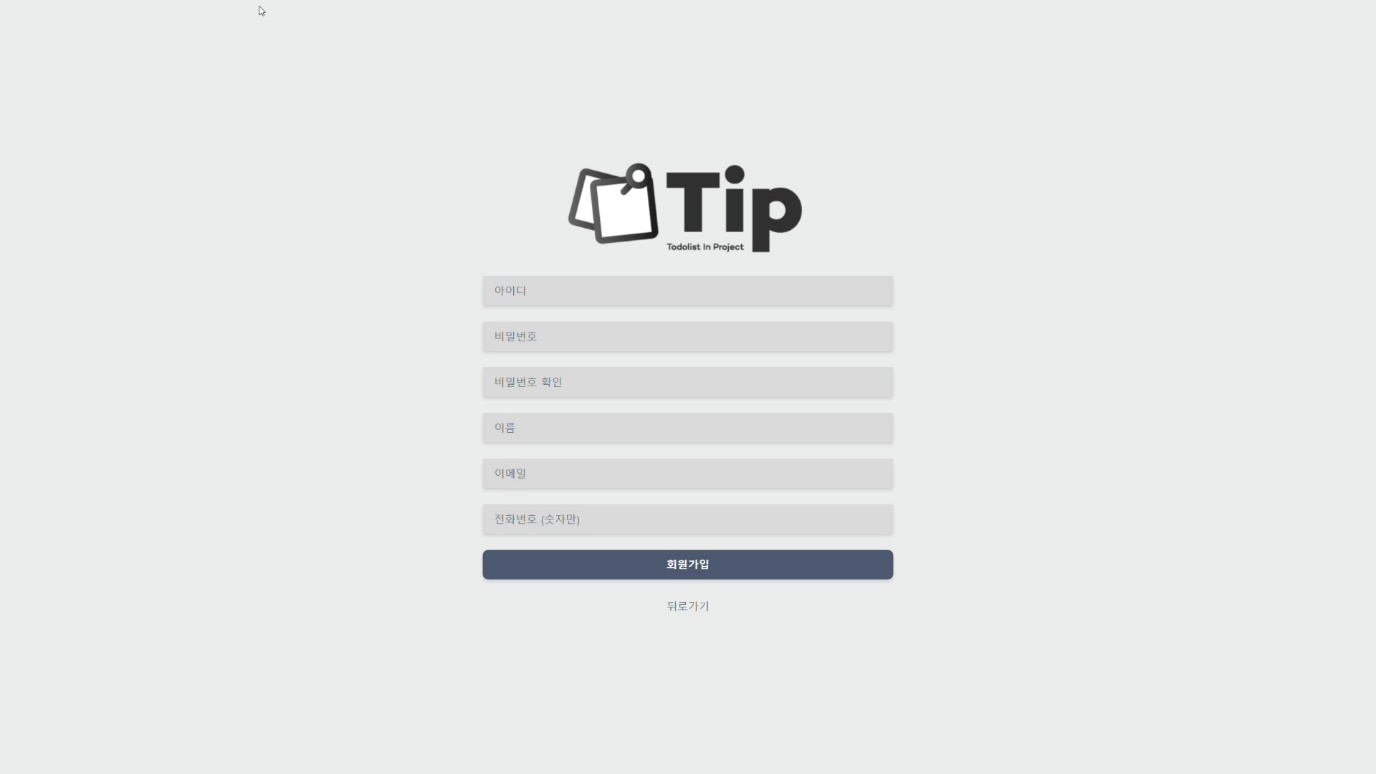 Tip
Todolist In Project
아이디
비밀번호
비밀번호 확인
이름
이메일
전화번호 (숫자만)
회원가입
뒤로가기